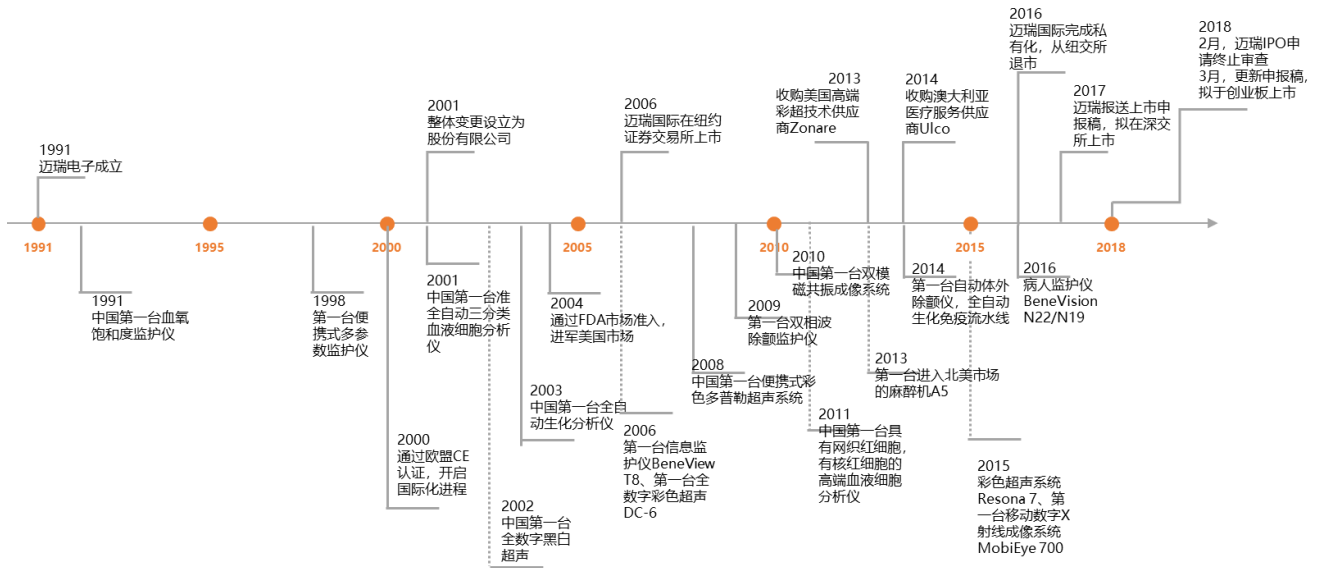 2016
迈瑞国际完成私
有化，从纽交所
退市
2018
2月，迈瑞IPO申
请终止审查
3月，更新申报稿，
拟于创业板上市
2013
收购美国高端
彩超技术供应
商Zonare
2014
收购澳大利亚
医疗服务供应
商Ulco
2017
迈瑞报送上市申
报稿，拟在深交
所上市
2001
整体变更设立为
股份有限公司
2006
迈瑞国际在纽约
证券交易所上市
1991
迈瑞电子成立
1991
1995
2000
2005
2010
2015
2018
1991
中国第一台血氧
饱和度监护仪
1998
第一台便
携式多参
数监护仪
2001
中国第一台准
全自动三分类
血液细胞分析
仪
2004
通过FDA市场准入，
进军美国市场
2010
中国第一台双模
磁共振成像系统
2009
第一台双相波
除颤监护仪
2014
第一台自动体外
除颤仪，全自动
生化免疫流水线
2016
病人监护仪
BeneVision
N22/N19
2008
中国第一台便携式彩
色多普勒超声系统
2013
第一台进入北美市场
的麻醉机A5
2003
中国第一台全自
动生化分析仪
2000
通过欧盟CE
认证，开启
国际化进程
2006
第一台信息监
护仪BeneView
T8、第一台全
数字彩色超声
DC-6
2011
中国第一台具
有网织红细胞，
有核红细胞的
高端血液细胞
分析仪
2015
彩色超声系统
Resona 7、第
一台移动数字X
射线成像系统
MobiEye 700
2002
中国第一台
全数字黑白
超声